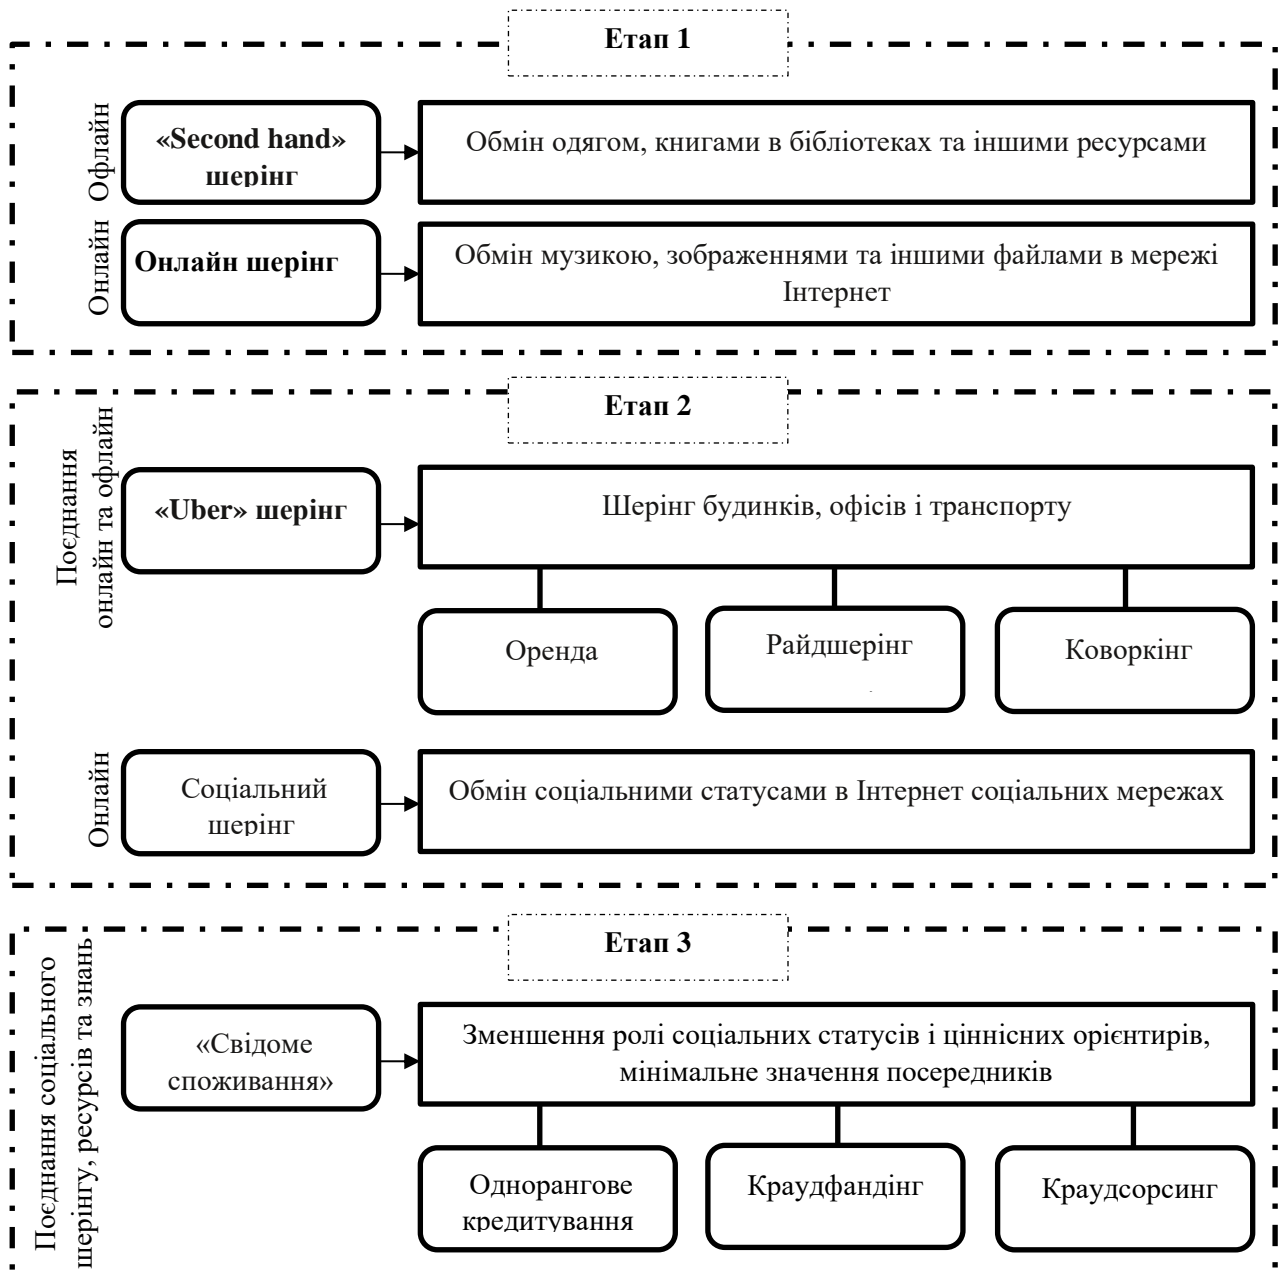 Етап 1
Офлайн
«Second hand»
шерінг
Обмін одягом, книгами в бібліотеках та іншими ресурсами
Онлайн
Онлайн шерінг
Обмін музикою, зображеннями та іншими файлами в мережі
Інтернет
Етап 2
Поєднання
онлайн та офлайн
«Uber» шерінг
Шерінг будинків, офісів і транспорту
Оренда
Райдшерінг
Коворкінг
Онлайн
Соціальний
шерінг
Обмін соціальними статусами в Інтернет соціальних мережах
Етап 3
Поєднання соціального
шерінгу, ресурсів та знань
«Свідоме
споживання»
Зменшення ролі соціальних статусів і ціннісних орієнтирів,
мінімальне значення посередників
Однорангове
кредитування
Краудфандінг
Краудсорсинг